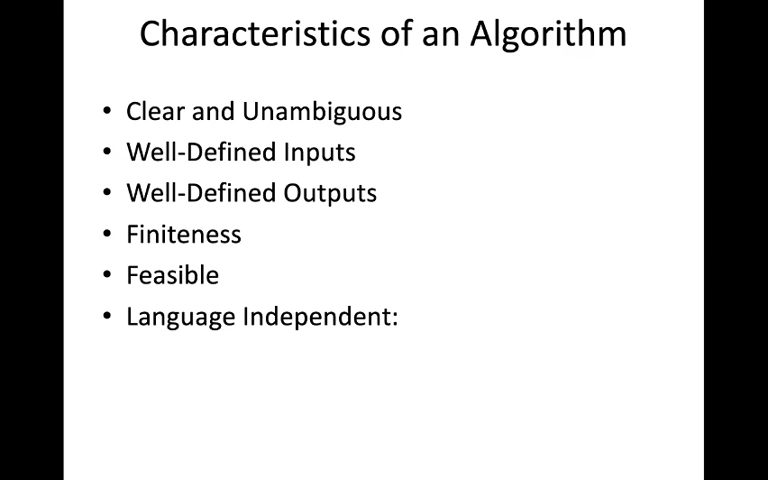 Characteristics of an Algorithm
• Clear and Unambiguous
• Well-Defined Inputs
• Well-Defined Outputs
• Finiteness
• Feasible
• Language Independent: